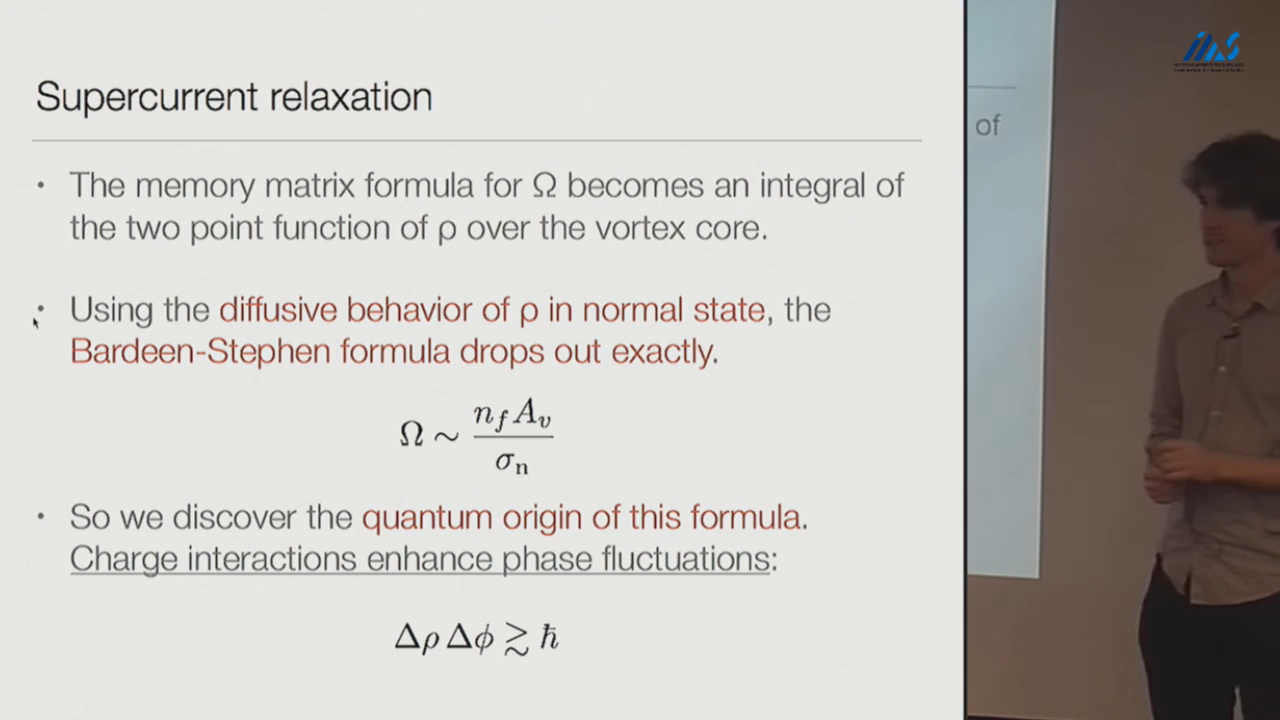 Supercurrent relaxation
• The memory matrix formula for Ω becomes an integral of
the two point function of ρ over the vortex core.
• Using the diffusive behavior of ρ in normal state, the
Bardeen-Stephen formula drops out exactly.
Ω ~ n_f A_v / σ_n
• So we discover the quantum origin of this formula.
Charge interactions enhance phase fluctuations:
Δρ Δϕ ≳ ħ
of